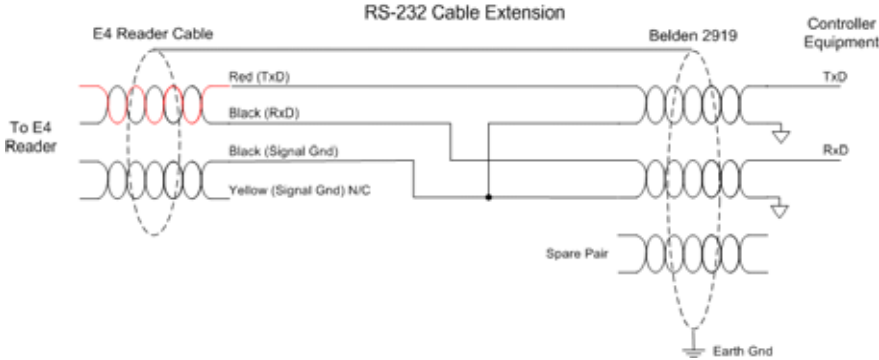 RS-232 Cable Extension
E4 Reader Cable
Belden 2919
Controller
Equipment
Red (TxD)
TxD
Black (RxD)
To E4
Reader
Black (Signal Gnd)
RxD
Yellow (Signal Gnd) N/C
Spare Pair
Earth Gnd